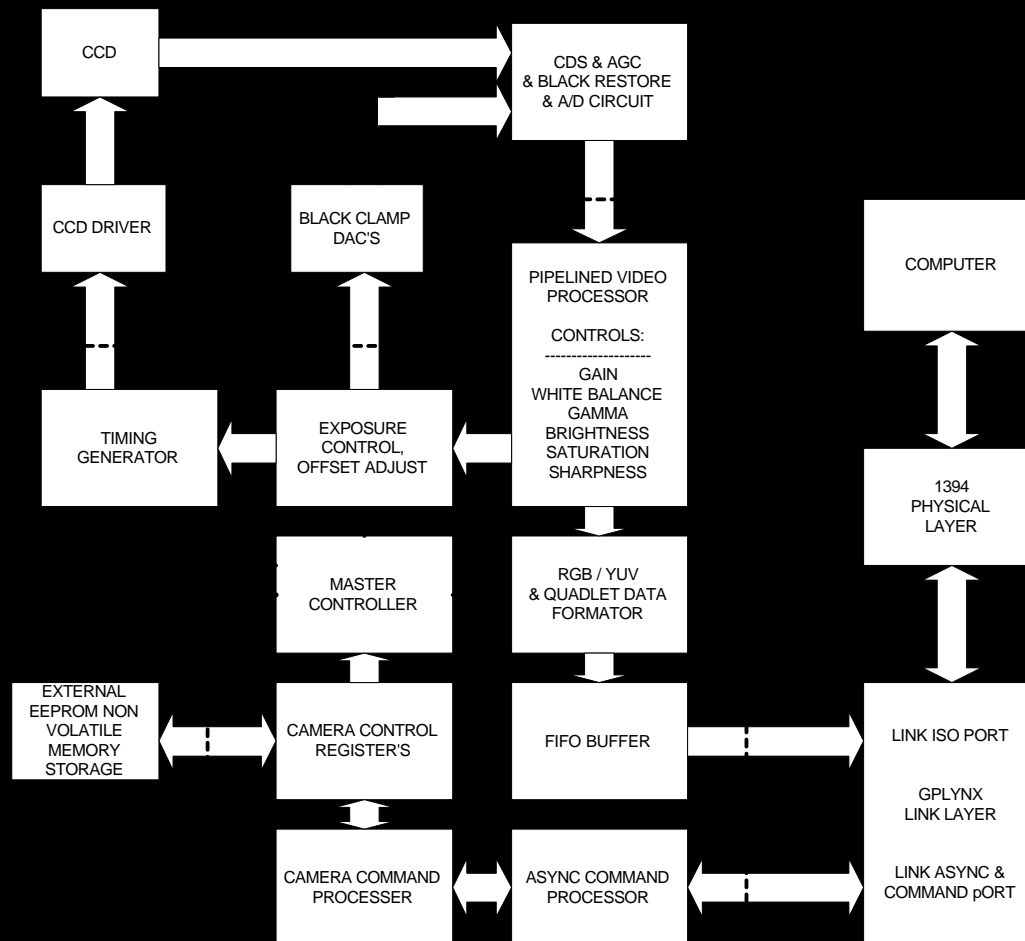 CCD
CDS & AGC
& BLACK RESTORE
& A/D CIRCUIT
CCD DRIVER
BLACK CLAMP
DAC'S
PIPELINED VIDEO
PROCESSOR
CONTROLS:
--------------------
GAIN
WHITE BALANCE
GAMMA
BRIGHTNESS
SATURATION
SHARPNESS
COMPUTER
TIMING
GENERATOR
EXPOSURE
CONTROL,
OFFSET ADJUST
1394
PHYSICAL
LAYER
MASTER
CONTROLLER
RGB / YUV
& QUADLET DATA
FORMATOR
EXTERNAL
EEPROM NON
VOLATILE
MEMORY
STORAGE
CAMERA CONTROL
REGISTER'S
FIFO BUFFER
LINK ISO PORT
GPLYNX
LINK LAYER
LINK ASYNC &
COMMAND pORT
CAMERA COMMAND
PROCESSER
ASYNC COMMAND
PROCESSOR